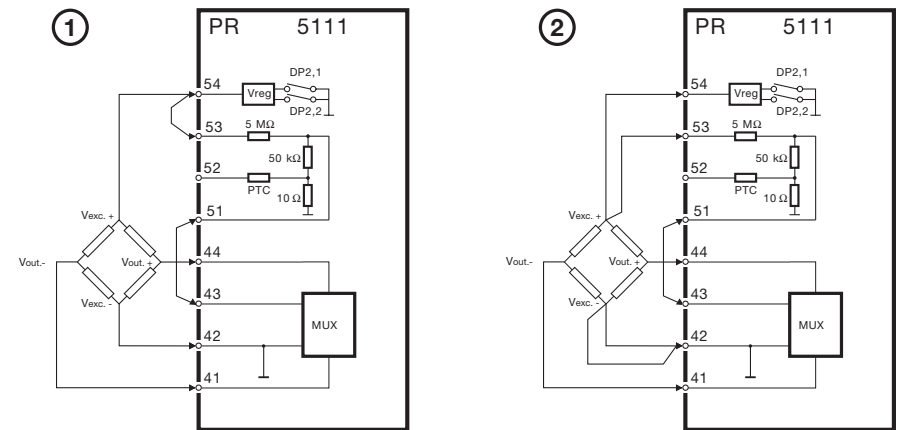 1
PR 5111
54
Vreg
DP2,1
DP2,2
53
5 MΩ
50 kΩ
52
PTC
10 Ω
51
Vexc. +
Vout.-
Vout. +
44
Vexc. -
43
MUX
42
41
2
PR 5111
54
Vreg
DP2,1
DP2,2
53
5 MΩ
50 kΩ
52
PTC
10 Ω
51
Vexc. +
Vout.-
Vout. +
44
Vexc. -
43
MUX
42
41